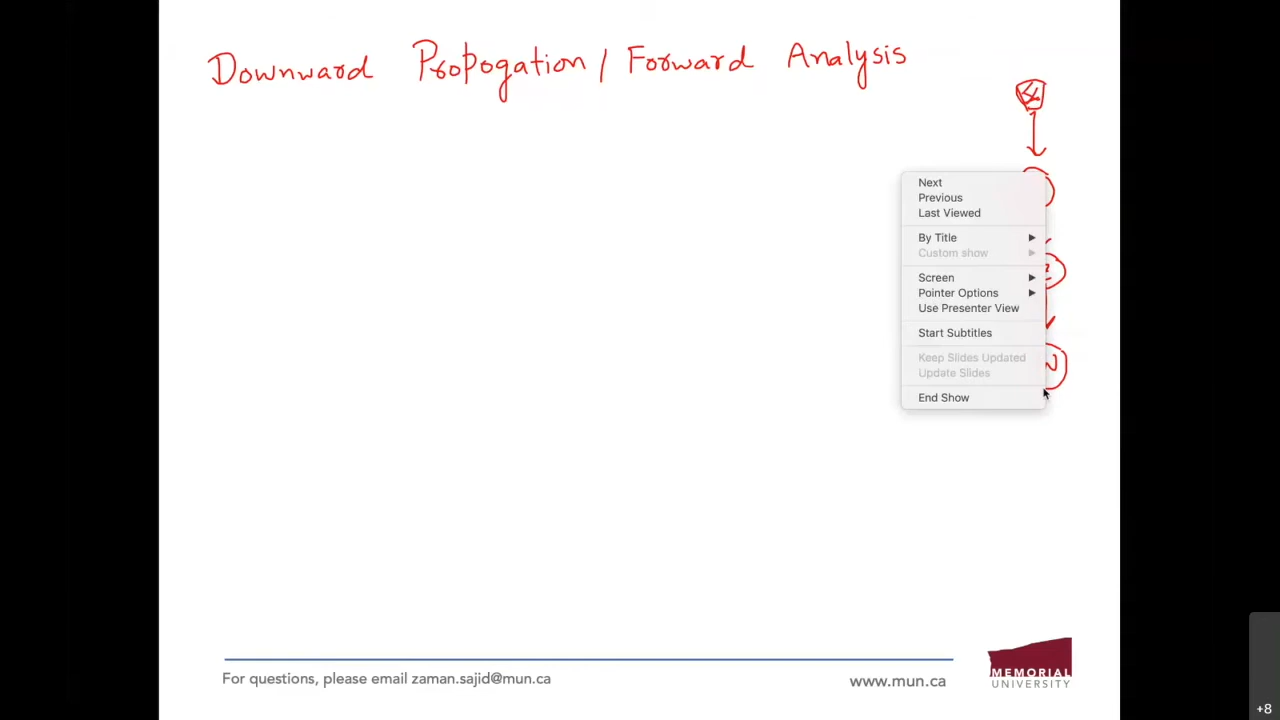 Downward Propogation / Forward Analysis
Next
Previous
Last Viewed
By Title
Custom show
Screen
Pointer Options
Use Presenter View
Start Subtitles
Keep Slides Updated
Update Slides
End Show
For questions, please email zaman.sajid@mun.ca
www.mun.ca
MEMORIAL
UNIVERSITY
+8